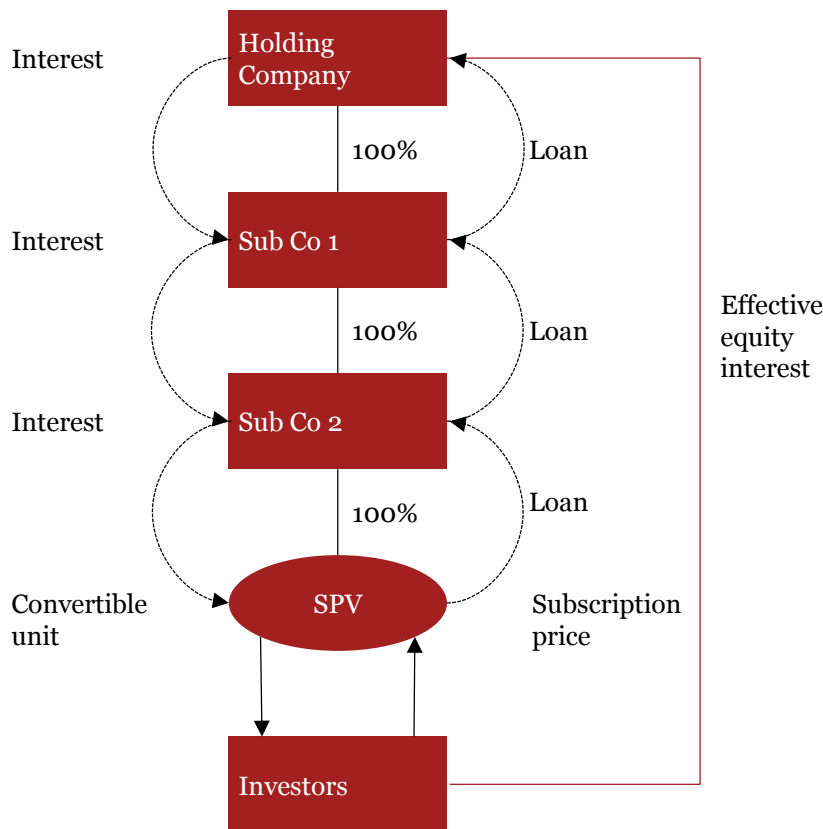 Interest
Holding
Company
100%
Loan
Interest
Sub Co 1
100%
Loan
Effective
equity
interest
Interest
Sub Co 2
100%
Loan
Convertible
unit
SPV
Subscription
price
Investors